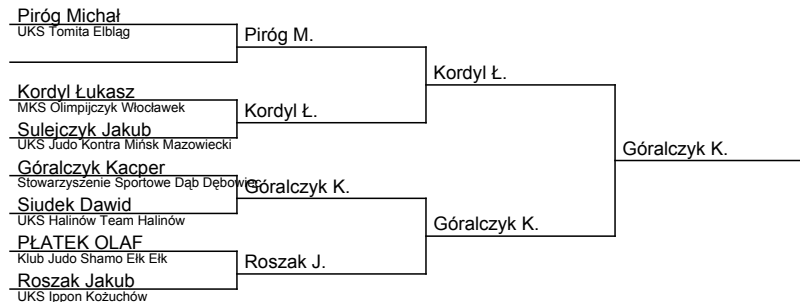 Piróg Michał
UKS Tomita Elbląg
Piróg M.
Kordyl Ł.
Kordyl Łukasz
MKS Olimpijczyk Włocławek
Kordyl Ł.
Sulejczyk Jakub
UKS Judo Kontra Mińsk Mazowiecki
Góralczyk K.
Góralczyk Kacper
Stowarzyszenie Sportowe Dąb Dębowiec
Góralczyk K.
Siudek Dawid
UKS Halinów Team Halinów
Góralczyk K.
PŁATEK OLAF
Klub Judo Shamo Ełk Ełk
Roszak J.
Roszak Jakub
UKS Ippon Kożuchów